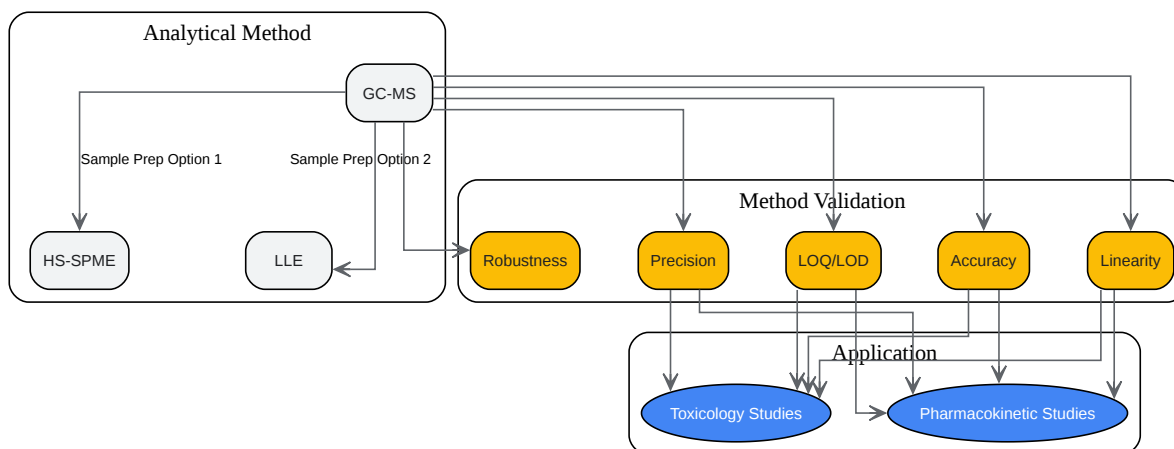 Analytical Method
GC-MS
Sample Prep Option 1
Sample Prep Option 2
HS-SPME
LLE
Method Validation
Robustness
Precision
LOQ/LOD
Accuracy
Linearity
Application
Toxicology Studies
Pharmacokinetic Studies